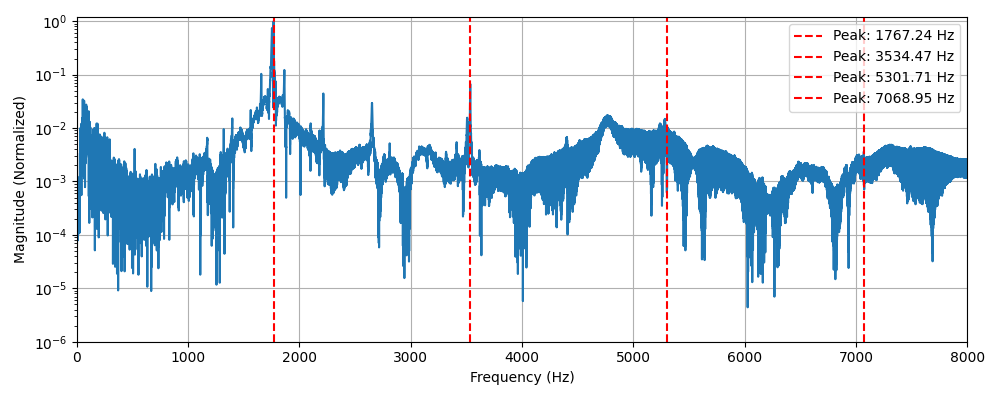 10⁰
10⁻¹
10⁻²
10⁻³
10⁻⁴
10⁻⁵
10⁻⁶
Magnitude (Normalized)
Peak: 1767.24 Hz
Peak: 3534.47 Hz
Peak: 5301.71 Hz
Peak: 7068.95 Hz
0 1000 2000 3000 4000 5000 6000 7000 8000
Frequency (Hz)